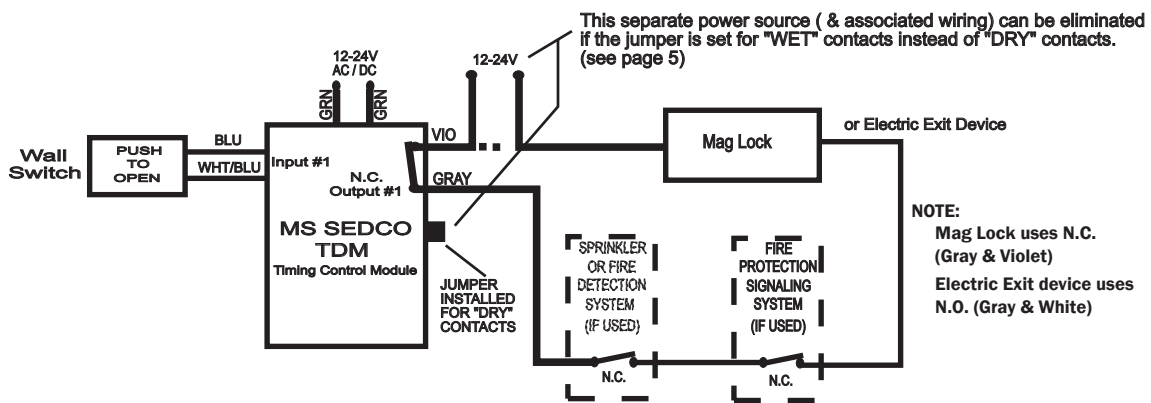 This separate power source ( & associated wiring) can be eliminated
if the jumper is set for "WET" contacts instead of "DRY" contacts.
(see page 5)
12-24V
AC / DC
GRN
GRN
12-24V
VIO
Wall
Switch
PUSH
TO
OPEN
BLU
WHT/BLU
Input #1
N.C.
Output #1
GRAY
MS SEDCO
TDM
Timing Control Module
JUMPER
INSTALLED
FOR "DRY"
CONTACTS
Mag Lock
or Electric Exit Device
SPRINKLER
OR FIRE
DETECTION
SYSTEM
(IF USED)
N.C.
FIRE
PROTECTION
SIGNALING
SYSTEM
(IF USED)
N.C.
NOTE:
Mag Lock uses N.C.
(Gray & Violet)
Electric Exit device uses
N.O. (Gray & White)